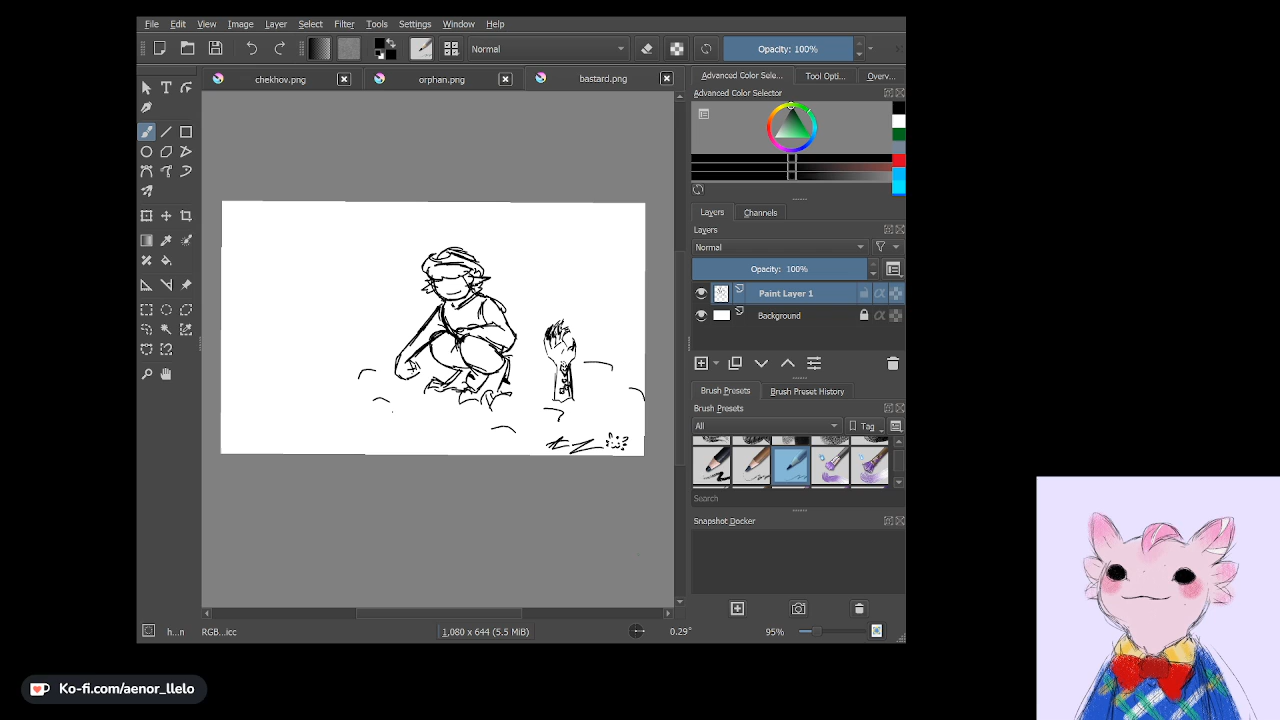 File Edit View Image Layer Select Filter Tools Settings Window Help
Normal
Opacity: 100%
chekhov.png
orphan.png
bastard.png
Advanced Color Sele...
Tool Opti...
Overv...
Advanced Color Selector
Layers
Channels
Layers
Normal
Opacity: 100%
Paint Layer 1
Background
Brush Presets
Brush Preset History
Brush Presets
All
Tag
Search
Snapshot Docker
h...n
RGB...icc
1,080 x 644 (5.5 MiB)
0.29°
95%
Ko-fi.com/aenor_llelo